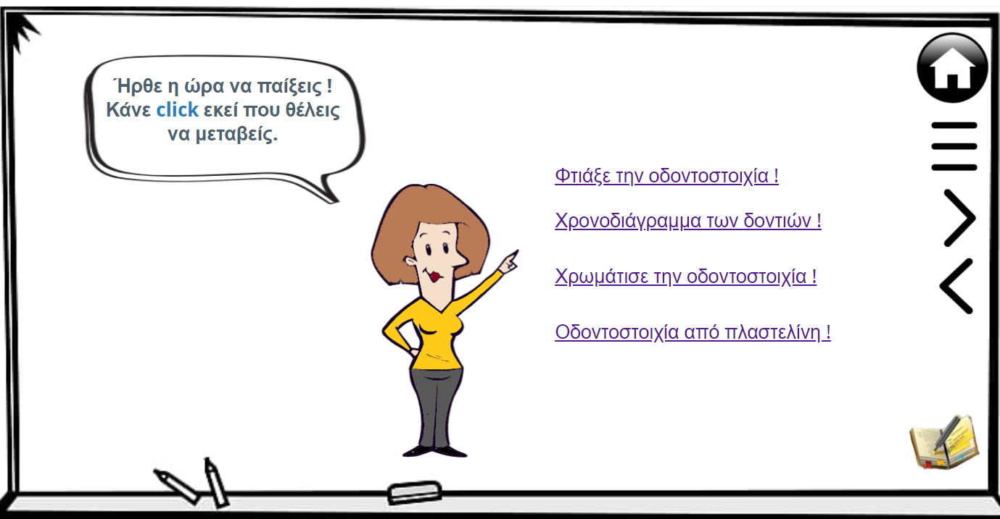 Ήρθε η ώρα να παίξεις !
Κάνε click εκεί που θέλεις
να μεταβείς.
Φτιάξε την οδοντοστοιχία !
Χρονοδιάγραμμα των δοντιών !
Χρωμάτισε την οδοντοστοιχία !
Οδοντοστοιχία από πλαστελίνη !